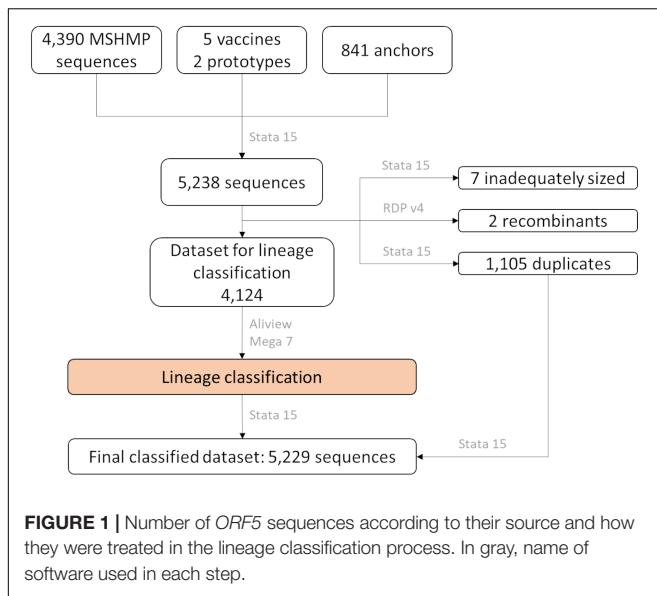 4,390 MSHMP
sequences
5 vaccines
2 prototypes
841 anchors
Stata 15
5,238 sequences
Stata 15
7 inadequately sized
RDP v4
2 recombinants
Stata 15
1,105 duplicates
Dataset for lineage
classification
4,124
Aliview
Mega 7
Lineage classification
Stata 15
Stata 15
Final classified dataset: 5,229 sequences
FIGURE 1 | Number of ORF5 sequences according to their source and how
they were treated in the lineage classification process. In gray, name of
software used in each step.